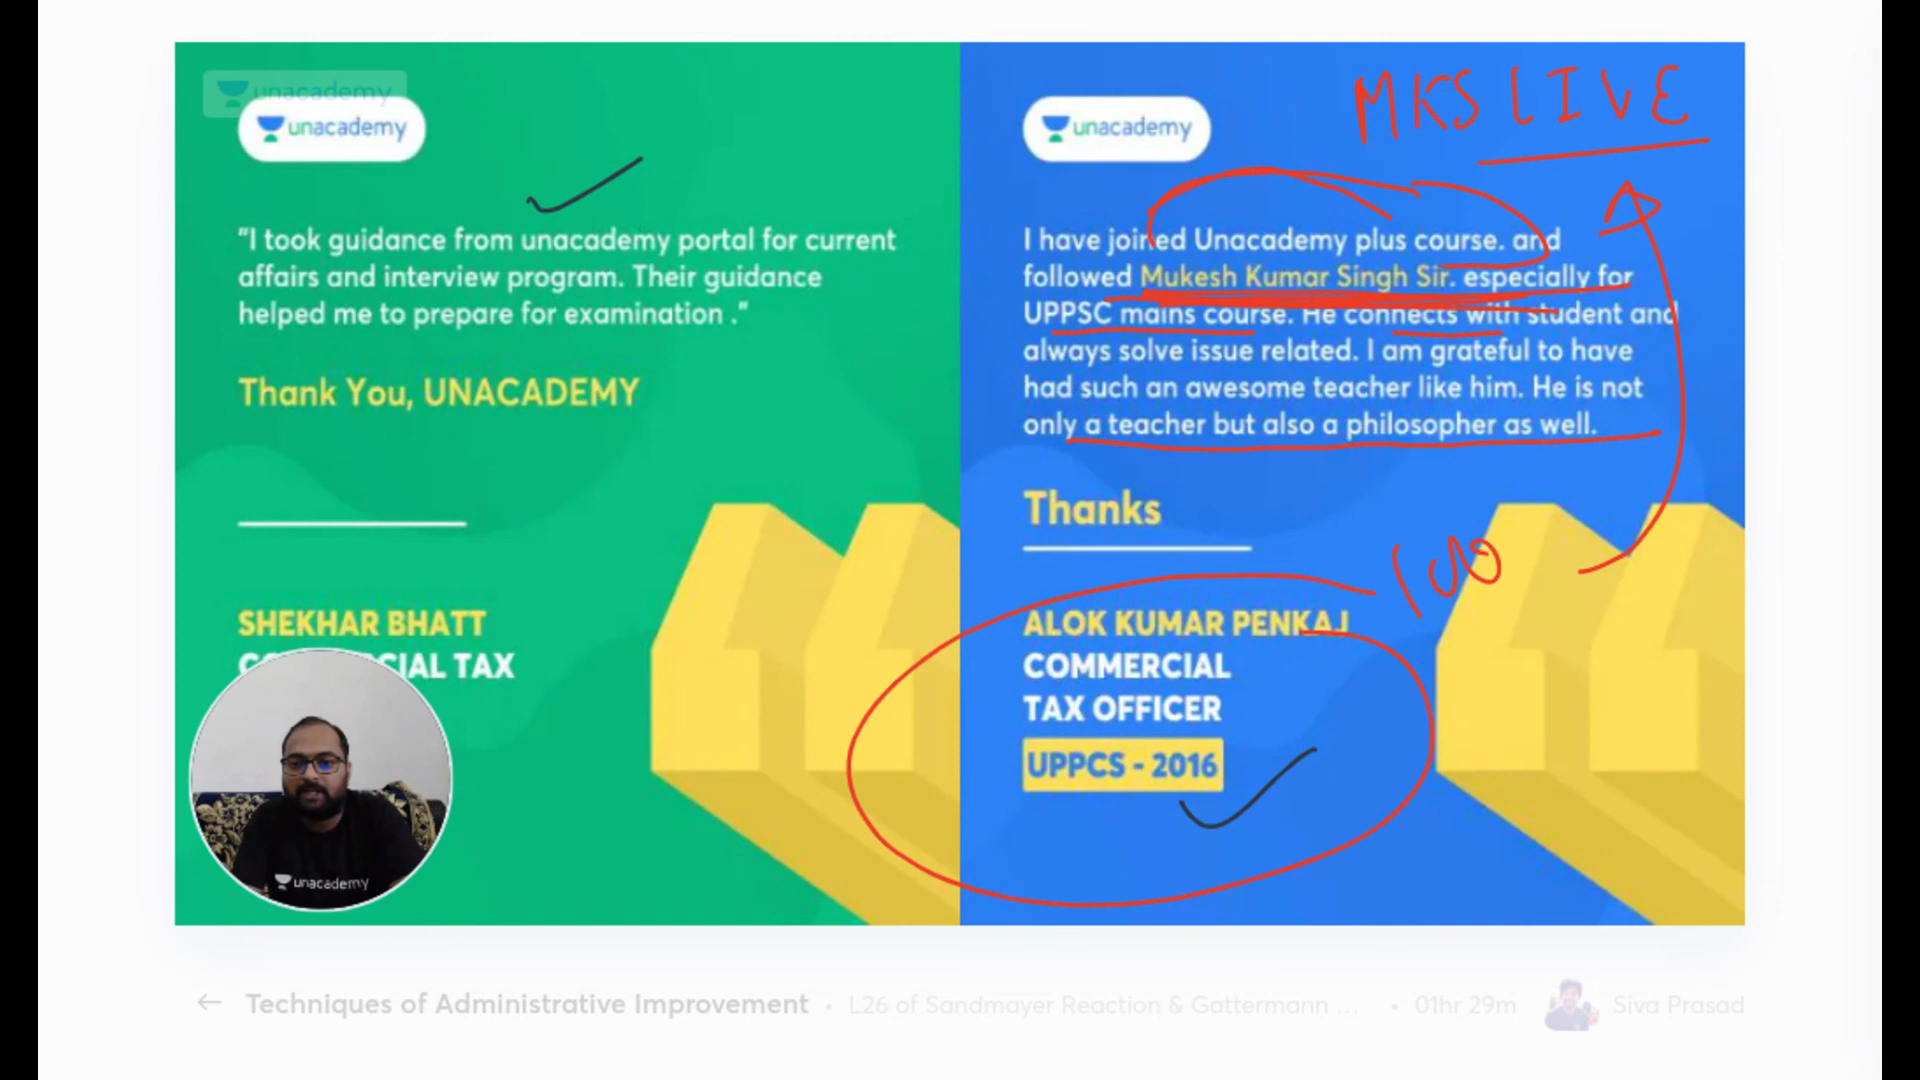 unacademy
unacademy
"I took guidance from unacademy portal for current
affairs and interview program. Their guidance
helped me to prepare for examination ."
Thank You, UNACADEMY
SHEKHAR BHATT
TAX
unacademy
unacademy
MKSLIVE
I have joined Unacademy plus course. and
followed Mukesh Kumar Singh Sir. especially for
UPPSC mains course. He connects with student and
always solve issue related. I am grateful to have
had such an awesome teacher like him. He is not
only a teacher but also a philosopher as well.
Thanks
100
ALOK KUMAR PENKAJ
COMMERCIAL
TAX OFFICER
UPPCS - 2016
Techniques of Administrative Improvement • L26 of Sandmayer Reaction & Gattermann ... • 01hr 29m Siva Prasad